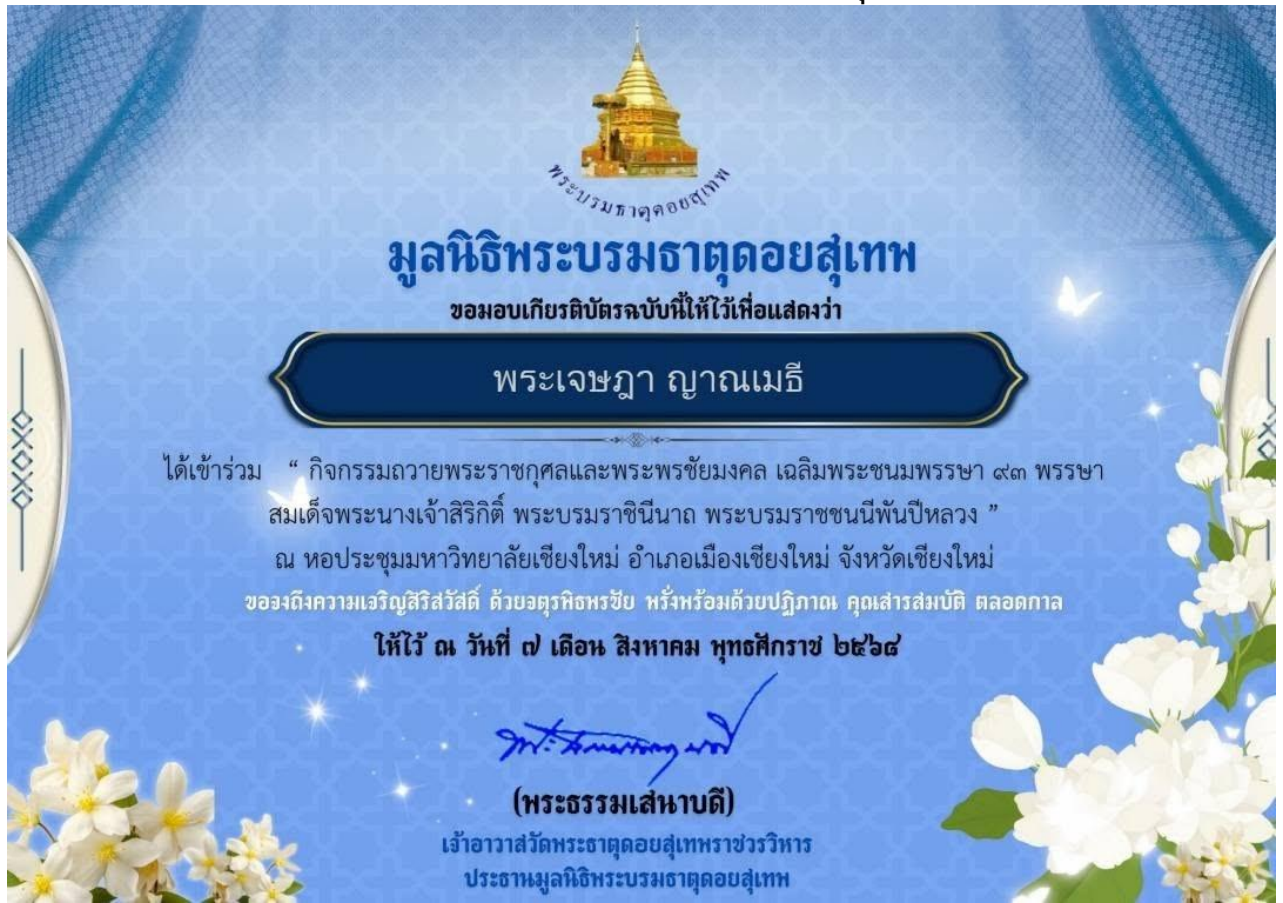 พระบรมธาตุดอยสุเทพ
มูลนิธิพระบรมธาตุดอยสุเทพ
ขอมอบเกียรติบัตรฉบับนี้ให้ไว้เพื่อแสดงว่า
พระเจษฎา ญาณเมธี
ได้เข้าร่วม “ กิจกรรมถวายพระราชกุศลและพระพรชัยมงคล เฉลิมพระชนมพรรษา ๙๓ พรรษา
สมเด็จพระนางเจ้าสิริกิติ์ พระบรมราชินีนาถ พระบรมราชชนนีพันปีหลวง ”
ณ หอประชุมมหาวิทยาลัยเชียงใหม่ อำเภอเมืองเชียงใหม่ จังหวัดเชียงใหม่
ขอจงถึงความเจริญสิริสวัสดิ์ ด้วยจตุรพิธพรชัย พรั่งพร้อมด้วยปฏิภาณ คุณสารสมบัติ ตลอดกาล
ให้ไว้ ณ วันที่ ๗ เดือน สิงหาคม พุทธศักราช ๒๕๖๘
(พระธรรมเสนาบดี)
เจ้าอาวาสวัดพระธาตุดอยสุเทพราชวรวิหาร
ประธานมูลนิธิพระบรมธาตุดอยสุเทพ